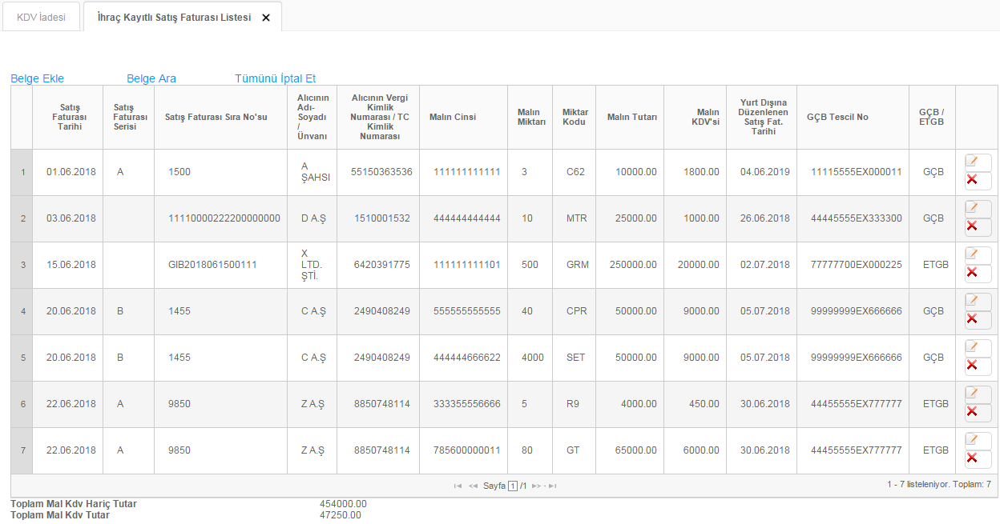 KDV İadesi
İhraç Kayıtlı Satış Faturası Listesi
Belge Ekle Belge Ara Tümünü İptal Et
Satış Faturası Tarihi Satış Faturası Serisi Satış Faturası Sıra No'su Alıcının Adı-Soyadı / Ünvanı Alıcının Vergi Kimlik Numarası / TC Kimlik Numarası Malın Cinsi Malın Miktarı Miktar Kodu Malın Tutarı Malın KDV'si Yurt Dışına Düzenlenen Satış Fat. Tarihi GÇB Tescil No GÇB / ETGB
1 01.06.2018 A 1500 A ŞAHSI 55150363536 111111111111 3 C62 10000.00 1800.00 04.06.2019 11115555EX000011 GÇB
2 03.06.2018 11110000222200000000 D A.Ş 1510001532 444444444444 10 MTR 25000.00 1000.00 26.06.2018 44445555EX333300 GÇB
3 15.06.2018 GIB2018061500111 X LTD. ŞTİ. 6420391775 111111111101 500 GRM 250000.00 20000.00 02.07.2018 77777700EX000225 ETGB
4 20.06.2018 B 1455 C A.Ş 2490408249 555555555555 40 CPR 50000.00 9000.00 05.07.2018 99999999EX666666 GÇB
5 20.06.2018 B 1455 C A.Ş 2490408249 444444666622 4000 SET 50000.00 9000.00 05.07.2018 99999999EX666666 GÇB
6 22.06.2018 A 9850 Z A.Ş 8850748114 333355556666 5 R9 4000.00 450.00 30.06.2018 44455555EX777777 ETGB
7 22.06.2018 A 9850 Z A.Ş 8850748114 785600000011 80 GT 65000.00 6000.00 30.06.2018 44455555EX777777 ETGB
Sayfa 1 /1 1 - 7 listeleniyor. Toplam: 7
Toplam Mal Kdv Hariç Tutar 454000.00
Toplam Mal Kdv Tutar 47250.00